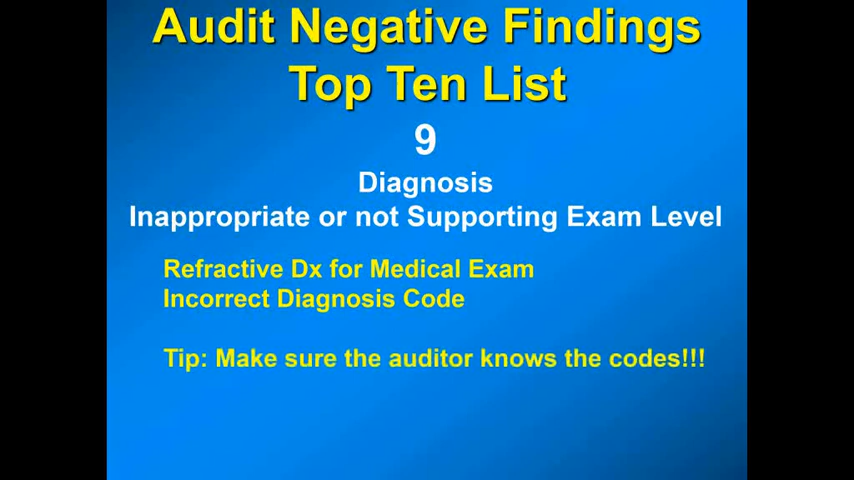 Audit Negative Findings
Top Ten List
9
Diagnosis
Inappropriate or not Supporting Exam Level
Refractive Dx for Medical Exam
Incorrect Diagnosis Code
Tip: Make sure the auditor knows the codes!!!